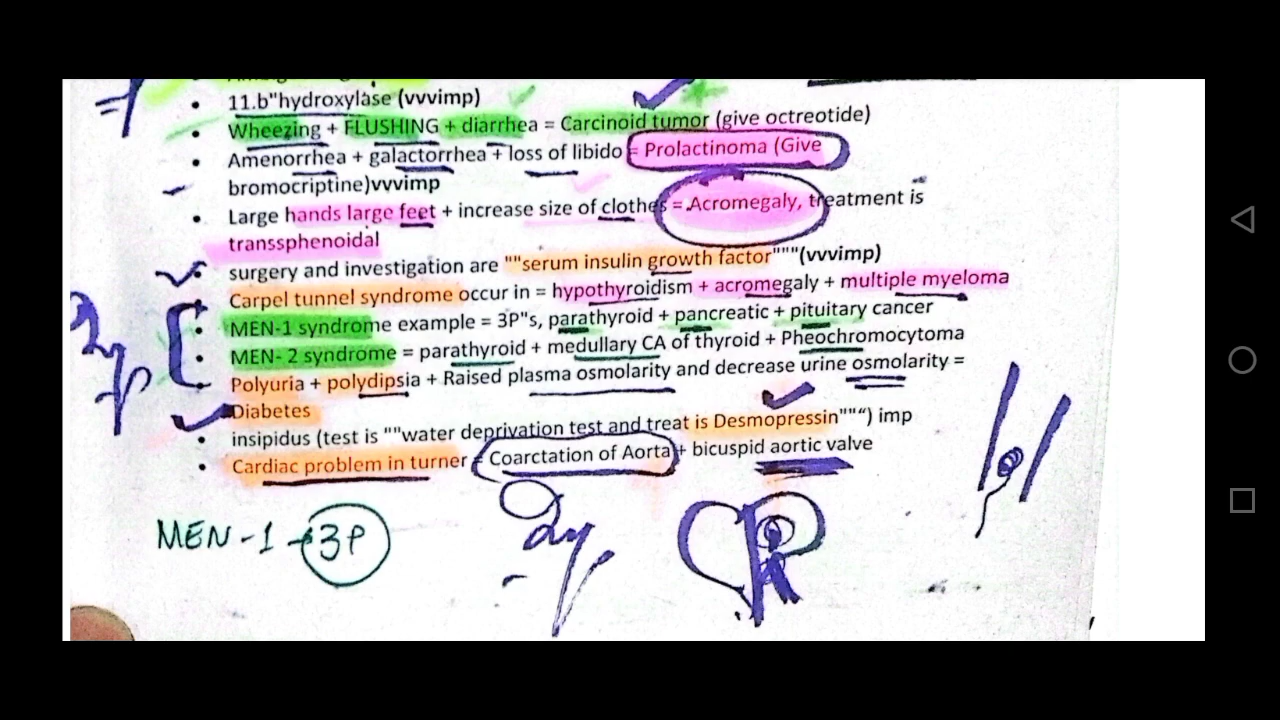 11.b"hydroxylase (vvvimp)
Wheezing + FLUSHING + diarrhea = Carcinoid tumor (give octreotide)
Amenorrhea + galactorrhea + loss of libido = Prolactinoma (Give
bromocriptine)vvvimp
Large hands large feet + increase size of clothes = Acromegaly, treatment is
transsphenoidal
surgery and investigation are ""serum insulin growth factor"""(vvvimp)
Carpel tunnel syndrome occur in = hypothyroidism + acromegaly + multiple myeloma
MEN-1 syndrome example = 3P"s, parathyroid + pancreatic + pituitary cancer
MEN- 2 syndrome = parathyroid + medullary CA of thyroid + Pheochromocytoma
Polyuria + polydipsia + Raised plasma osmolarity and decrease urine osmolarity =
Diabetes
insipidus (test is ""water deprivation test and treat is Desmopressin""“) imp
Cardiac problem in turner = Coarctation of Aorta + bicuspid aortic valve
MEN-1 → 3P